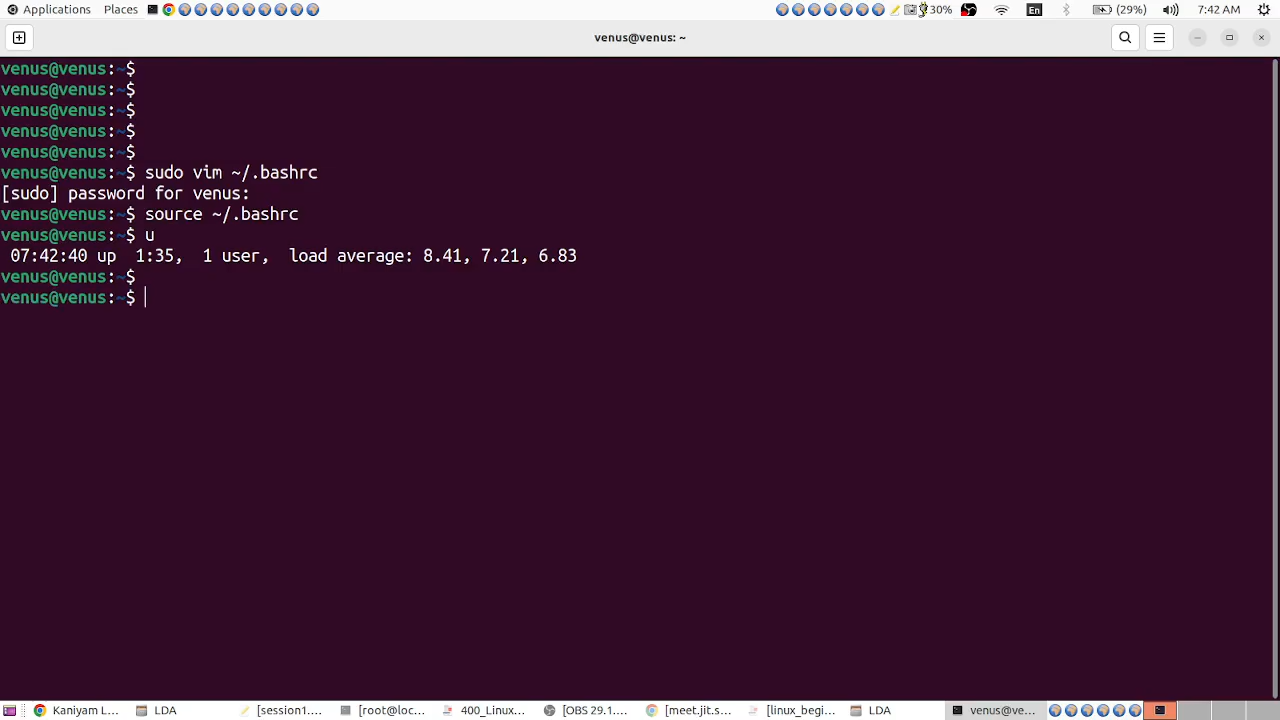 Applications Places 30% En (29%) 7:42 AM
venus@venus: ~
venus@venus:~$
venus@venus:~$
venus@venus:~$
venus@venus:~$
venus@venus:~$
venus@venus:~$ sudo vim ~/.bashrc
[sudo] password for venus:
venus@venus:~$ source ~/.bashrc
venus@venus:~$ u
 07:42:40 up  1:35,  1 user,  load average: 8.41, 7.21, 6.83
venus@venus:~$
venus@venus:~$
Kaniyam L... LDA [session1.... [root@loc... 400_Linux... [OBS 29.1.... [meet.jit.s... [linux_begi... LDA venus@ve...